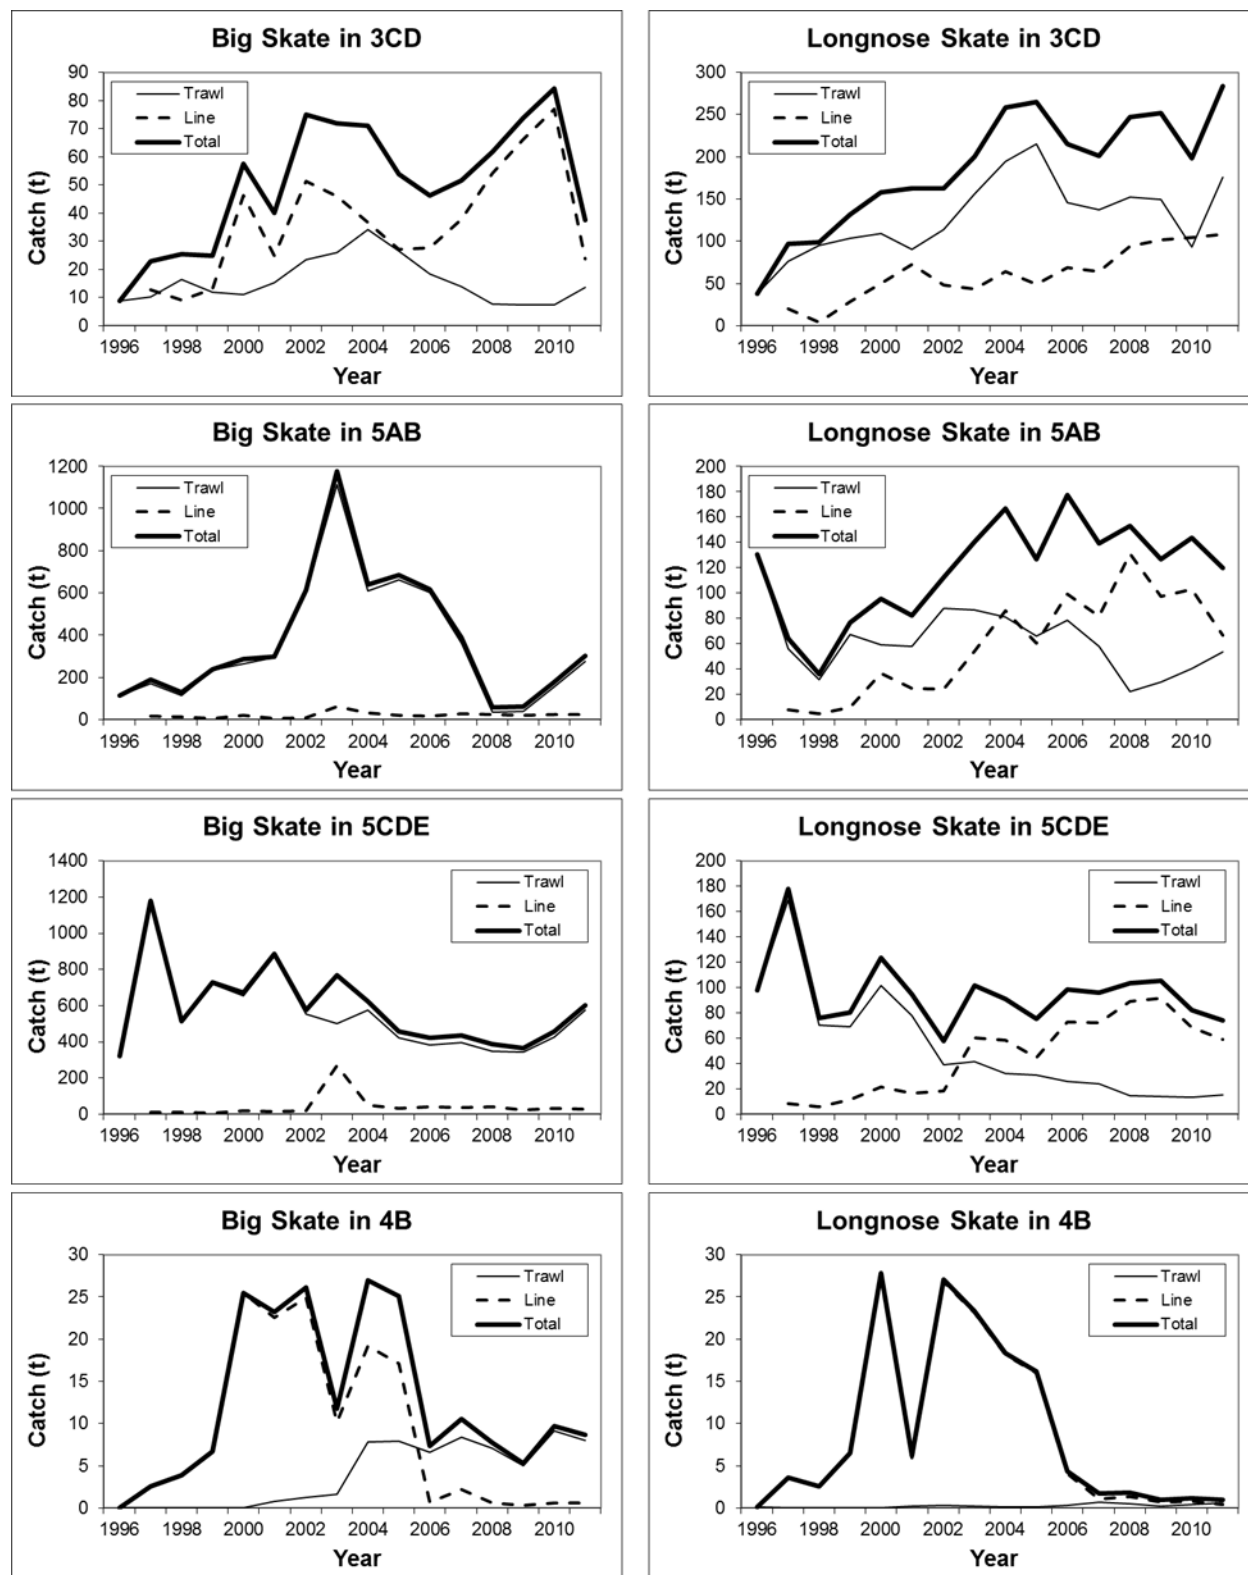 Big Skate in 3CD
90
80
70
60
50
40
30
20
10
0
Catch (t)
Trawl
Line
Total
1996 1998 2000 2002 2004 2006 2008 2010
Year
Longnose Skate in 3CD
300
250
200
150
100
50
0
Catch (t)
Trawl
Line
Total
1996 1998 2000 2002 2004 2006 2008 2010
Year
Big Skate in 5AB
1200
1000
800
600
400
200
0
Catch (t)
Trawl
Line
Total
1996 1998 2000 2002 2004 2006 2008 2010
Year
Longnose Skate in 5AB
200
180
160
140
120
100
80
60
40
20
0
Catch (t)
Trawl
Line
Total
1996 1998 2000 2002 2004 2006 2008 2010
Year
Big Skate in 5CDE
1400
1200
1000
800
600
400
200
0
Catch (t)
Trawl
Line
Total
1996 1998 2000 2002 2004 2006 2008 2010
Year
Longnose Skate in 5CDE
200
180
160
140
120
100
80
60
40
20
0
Catch (t)
Trawl
Line
Total
1996 1998 2000 2002 2004 2006 2008 2010
Year
Big Skate in 4B
30
25
20
15
10
5
0
Catch (t)
Trawl
Line
Total
1996 1998 2000 2002 2004 2006 2008 2010
Year
Longnose Skate in 4B
30
25
20
15
10
5
0
Catch (t)
Trawl
Line
Total
1996 1998 2000 2002 2004 2006 2008 2010
Year